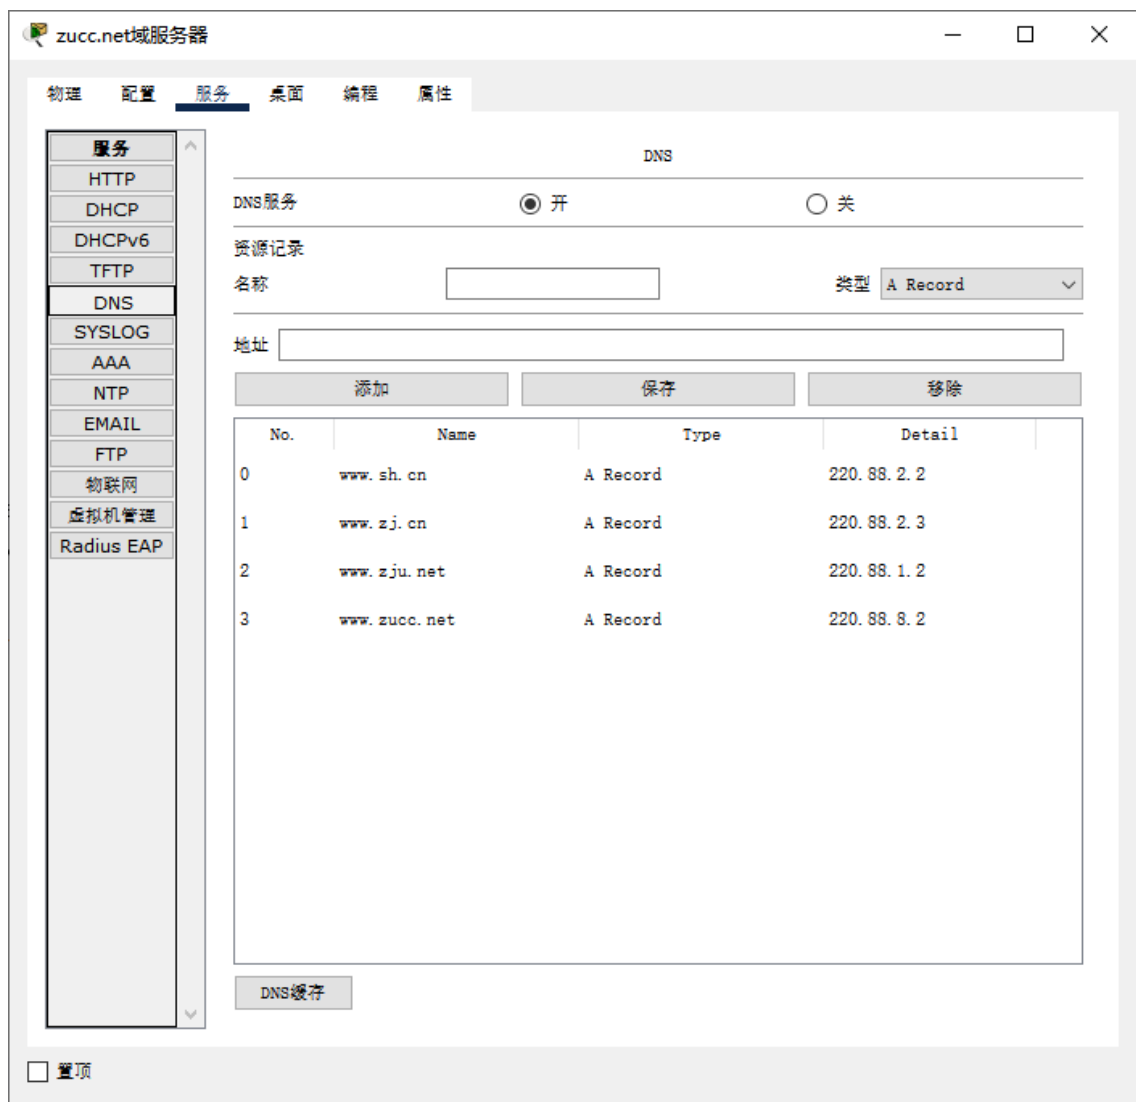 zucc.net域服务器
物理 配置 服务 桌面 编程 属性
服务
HTTP
DHCP
DHCPv6
TFTP
DNS
SYSLOG
AAA
NTP
EMAIL
FTP
物联网
虚拟机管理
Radius EAP
DNS
DNS服务 开 关
资源记录
名称 类型 A Record
地址
添加 保存 移除
No. Name Type Detail
0 www.sh.cn A Record 220.88.2.2
1 www.zj.cn A Record 220.88.2.3
2 www.zju.net A Record 220.88.1.2
3 www.zucc.net A Record 220.88.8.2
DNS缓存
置顶